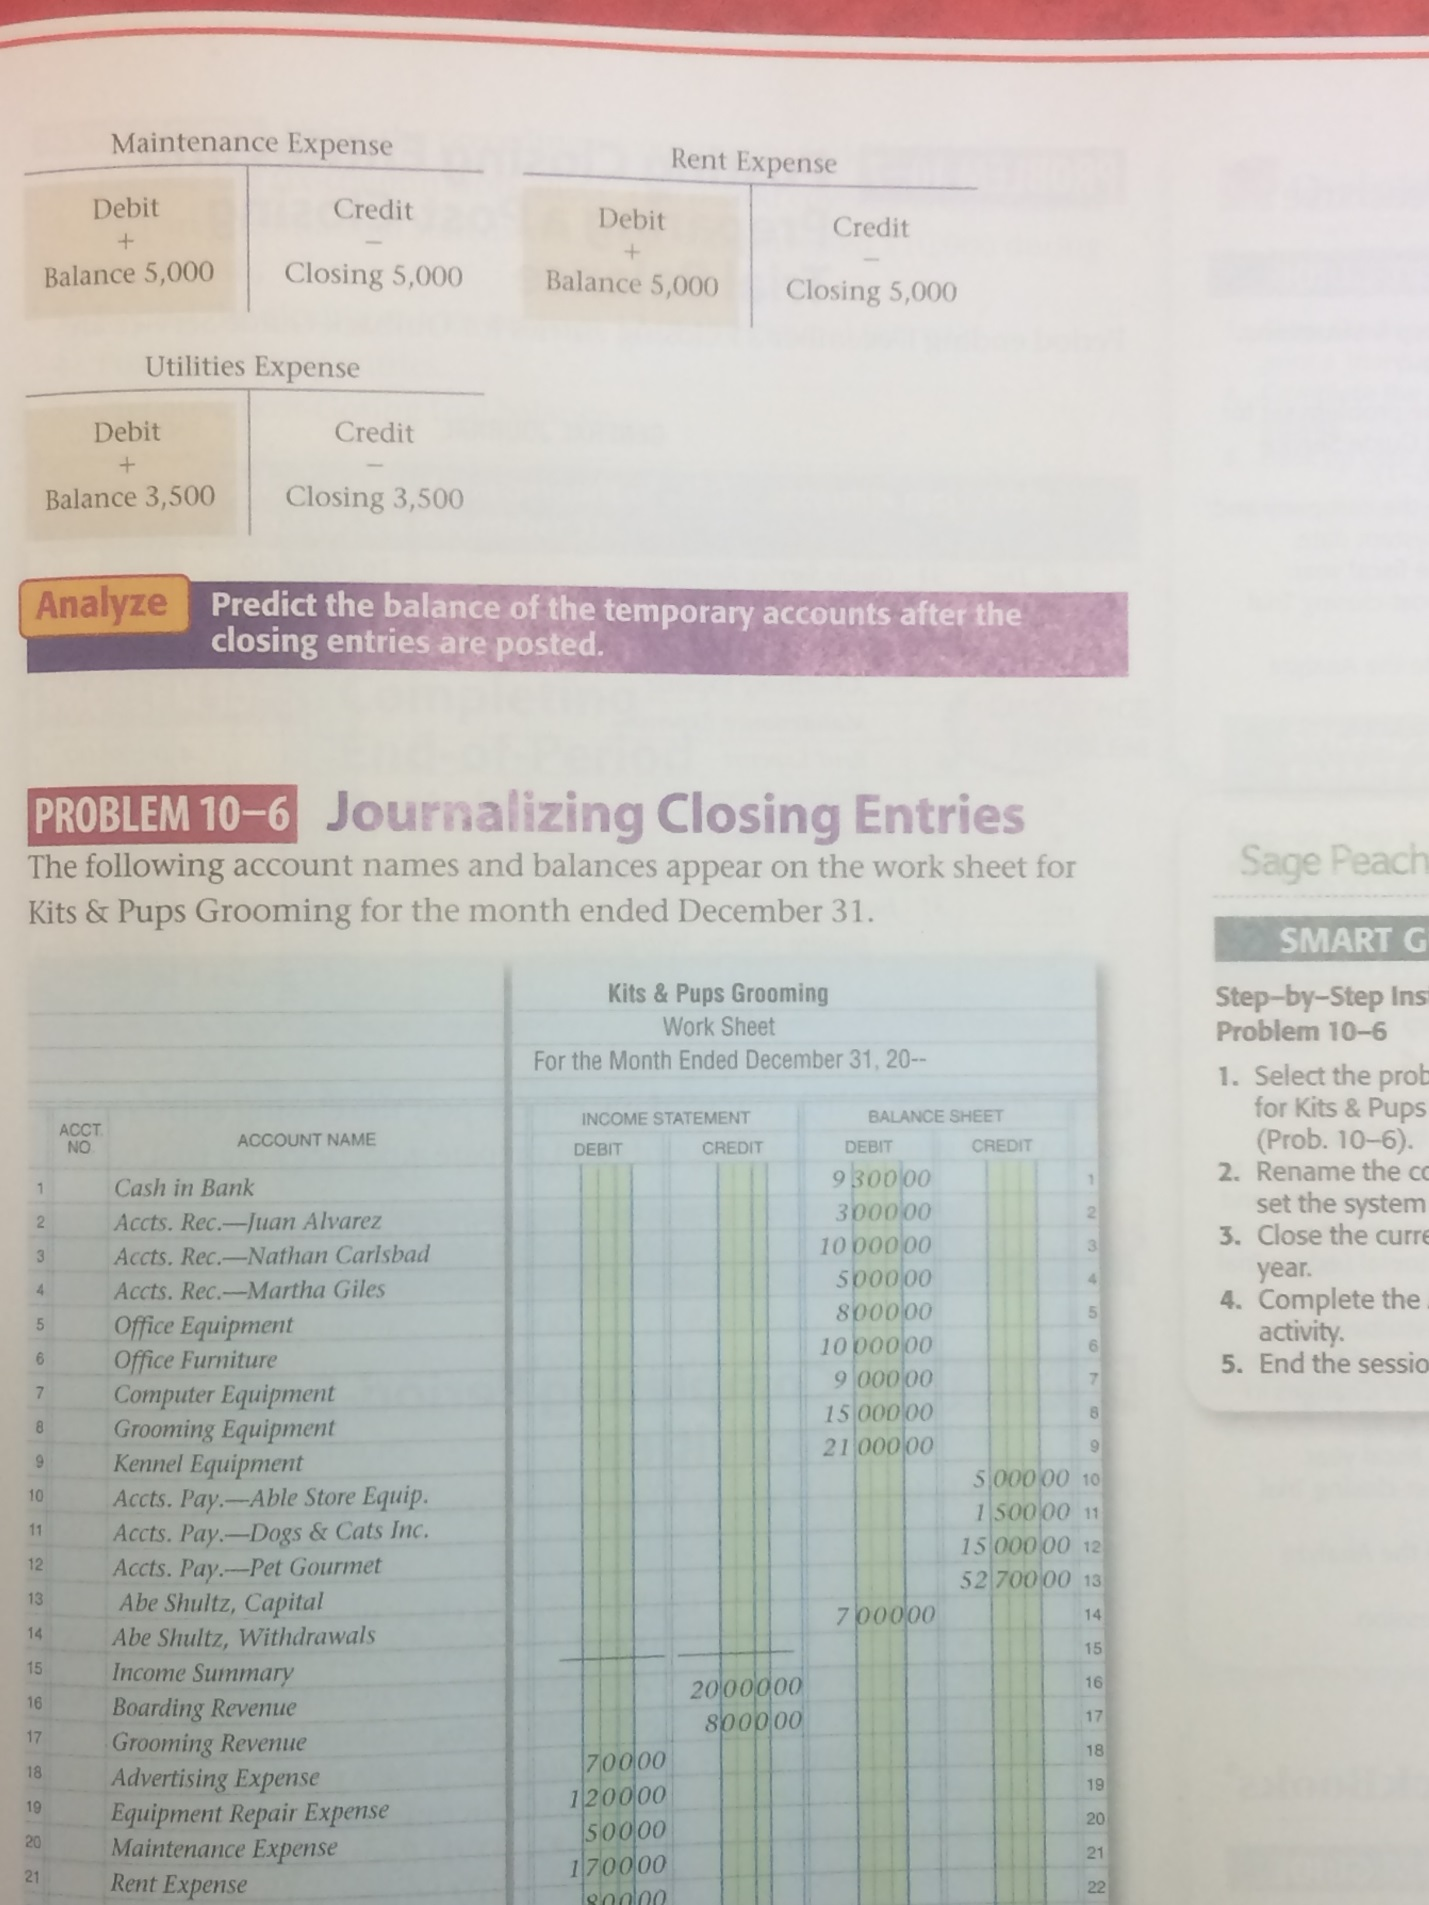 Maintenance Expense
Debit Credit
+ −
Balance 5,000 Closing 5,000
Rent Expense
Debit Credit
+ −
Balance 5,000 Closing 5,000
Utilities Expense
Debit Credit
+ −
Balance 3,500 Closing 3,500
Analyze
Predict the balance of the temporary accounts after the
closing entries are posted.
PROBLEM 10–6 Journalizing Closing Entries
The following account names and balances appear on the work sheet for
Kits & Pups Grooming for the month ended December 31.
Kits & Pups Grooming
Work Sheet
For the Month Ended December 31, 20--
ACCT.
NO.
ACCOUNT NAME
INCOME STATEMENT BALANCE SHEET
DEBIT CREDIT DEBIT CREDIT
1 Cash in Bank 9 300 00 1
2 Accts. Rec.—Juan Alvarez 3 000 00 2
3 Accts. Rec.—Nathan Carlsbad 10 000 00 3
4 Accts. Rec.—Martha Giles 5 000 00 4
5 Office Equipment 8 000 00 5
6 Office Furniture 10 000 00 6
7 Computer Equipment 9 000 00 7
8 Grooming Equipment 15 000 00 8
9 Kennel Equipment 21 000 00 9
10 Accts. Pay.—Able Store Equip. 5 000 00 10
11 Accts. Pay.—Dogs & Cats Inc. 1 500 00 11
12 Accts. Pay.—Pet Gourmet 15 000 00 12
13 Abe Shultz, Capital 52 700 00 13
14 Abe Shultz, Withdrawals 7 000 00 14
15 Income Summary 15
16 Boarding Revenue 20 000 00 16
17 Grooming Revenue 8 000 00 17
18 Advertising Expense 700 00 18
19 Equipment Repair Expense 1 200 00 19
20 Maintenance Expense 500 00 20
21 Rent Expense 1 700 00 21
800 00 22
Sage Peach
SMART G
Step–by–Step Ins
Problem 10–6
1. Select the prob
for Kits & Pups
(Prob. 10–6).
2. Rename the co
set the system
3. Close the curre
year.
4. Complete the
activity.
5. End the sessio